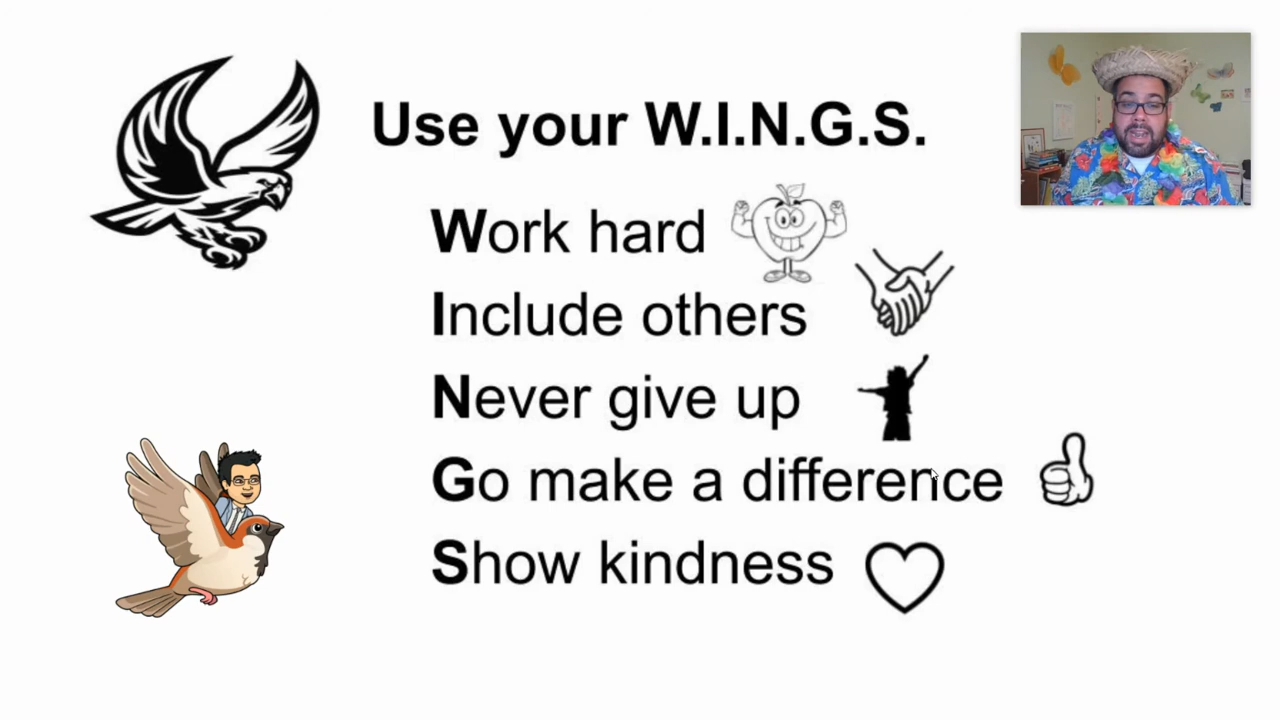 Use your W.I.N.G.S.
Work hard
Include others
Never give up
Go make a difference
Show kindness